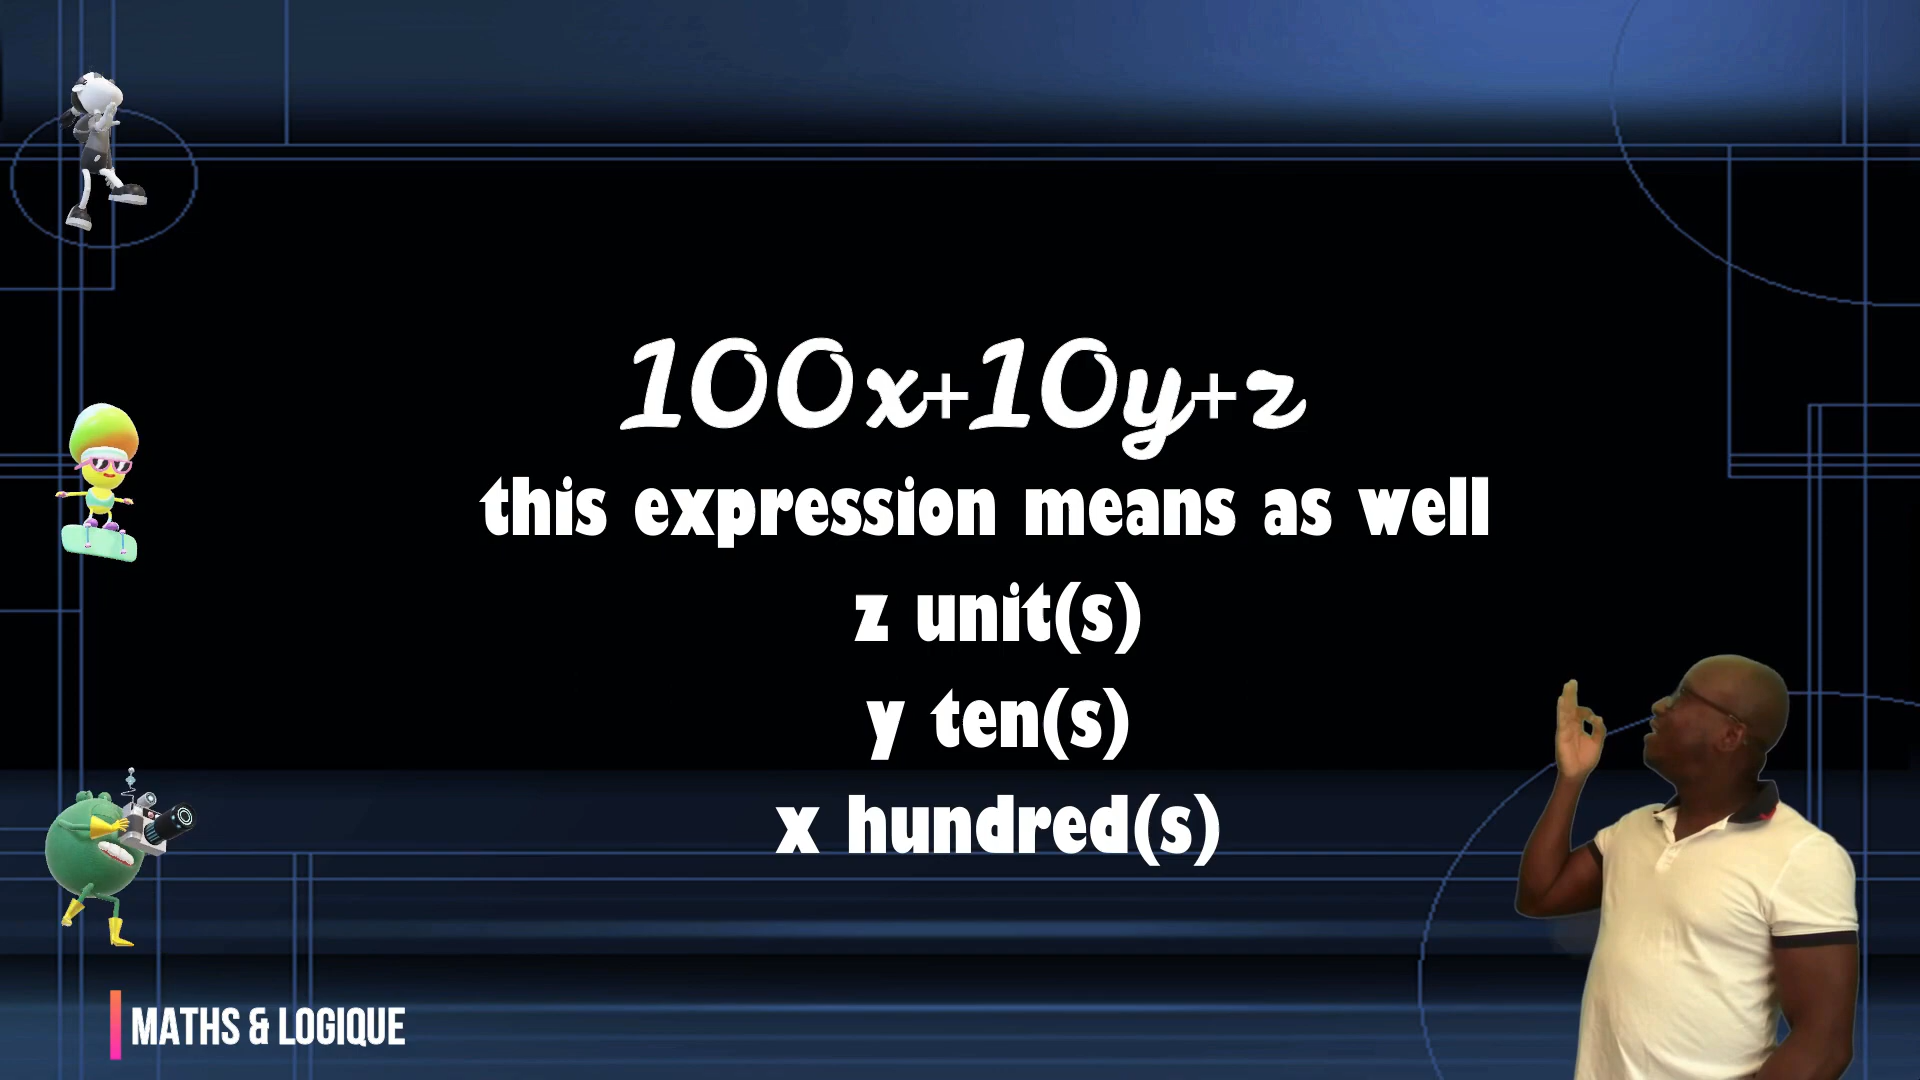 100x+10y+z
this expression means as well
z unit(s)
y ten(s)
x hundred(s)
MATHS & LOGIQUE